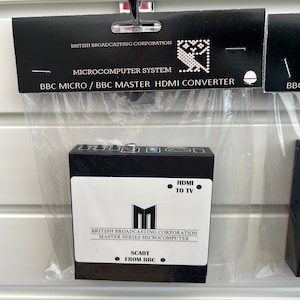 BRITISH BROADCASTING CORPORATION
MICROCOMPUTER SYSTEM
BBC MICRO / BBC MASTER HDMI CONVERTER
BB
HDMI
TO TV
M
BRITISH BROADCASTING CORPORATION
MASTER SERIES MICROCOMPUTER
SCART
FROM BBC